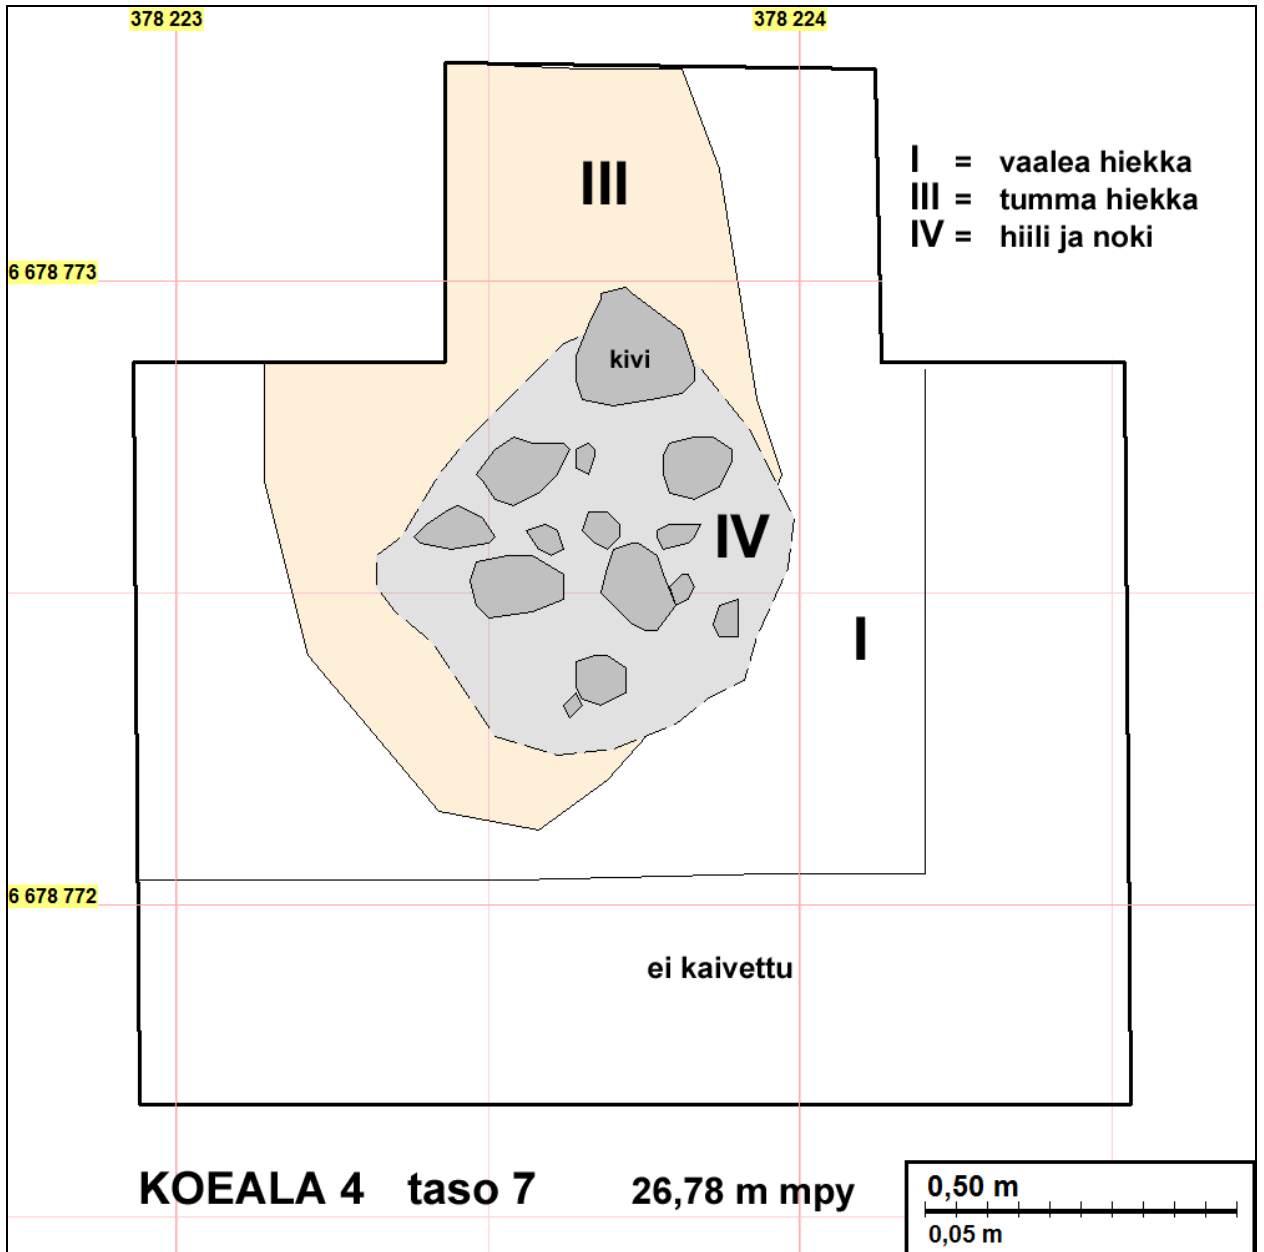 378 223
378 224
III
I = vaalea hiekka
III = tumma hiekka
IV = hiili ja noki
6 678 773
kivi
IV
I
6 678 772
ei kaivettu
KOEALA 4 taso 7 26,78 m mpy
0,50 m
0,05 m